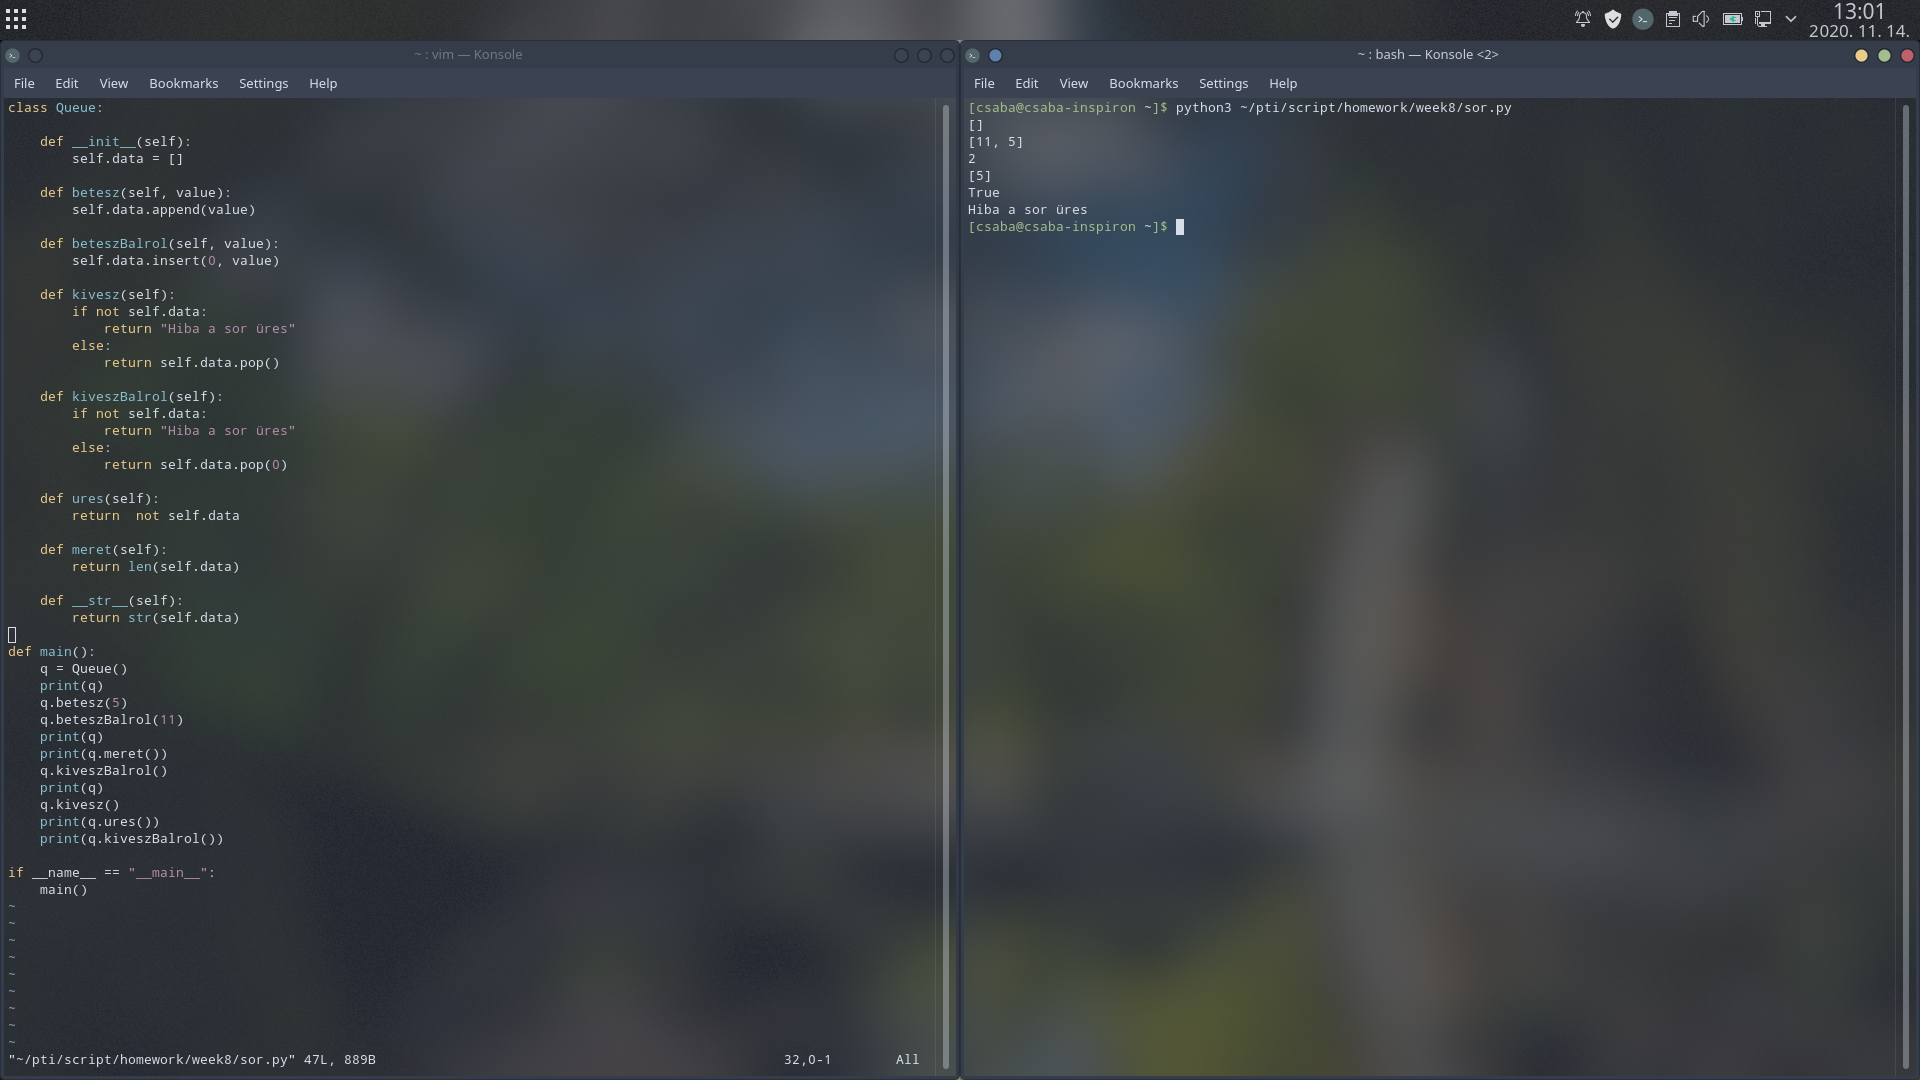 13:01
2020. 11. 14.
~ : vim — Konsole
File Edit View Bookmarks Settings Help
class Queue:
    def __init__(self):
        self.data = []
    def betesz(self, value):
        self.data.append(value)
    def beteszBalrol(self, value):
        self.data.insert(0, value)
    def kivesz(self):
        if not self.data:
            return "Hiba a sor üres"
        else:
            return self.data.pop()
    def kiveszBalrol(self):
        if not self.data:
            return "Hiba a sor üres"
        else:
            return self.data.pop(0)
    def ures(self):
        return  not self.data
    def meret(self):
        return len(self.data)
    def __str__(self):
        return str(self.data)
def main():
    q = Queue()
    print(q)
    q.betesz(5)
    q.beteszBalrol(11)
    print(q)
    print(q.meret())
    q.kiveszBalrol()
    print(q)
    q.kivesz()
    print(q.ures())
    print(q.kiveszBalrol())
if __name__ == "__main__":
    main()
~
~
~
~
~
~
~
~
~
"~/pti/script/homework/week8/sor.py" 47L, 889B 32,0-1 All
~ : bash — Konsole <2>
File Edit View Bookmarks Settings Help
[csaba@csaba-inspiron ~]$ python3 ~/pti/script/homework/week8/sor.py
[]
[11, 5]
2
[5]
True
Hiba a sor üres
[csaba@csaba-inspiron ~]$